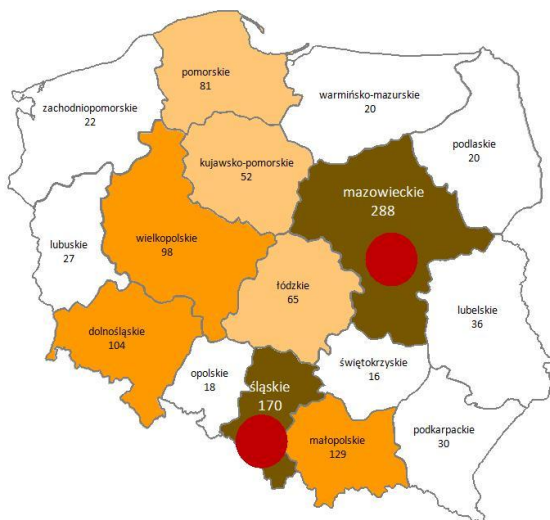 pomorskie
81
warmińsko-mazurskie
20
zachodniopomorskie
22
podlaskie
20
kujawsko-pomorskie
52
mazowieckie
288
wielkopolskie
98
lubuskie
27
łódzkie
65
lubelskie
36
dolnośląskie
104
opolskie
18
śląskie
170
świętokrzyskie
16
małopolskie
129
podkarpackie
30